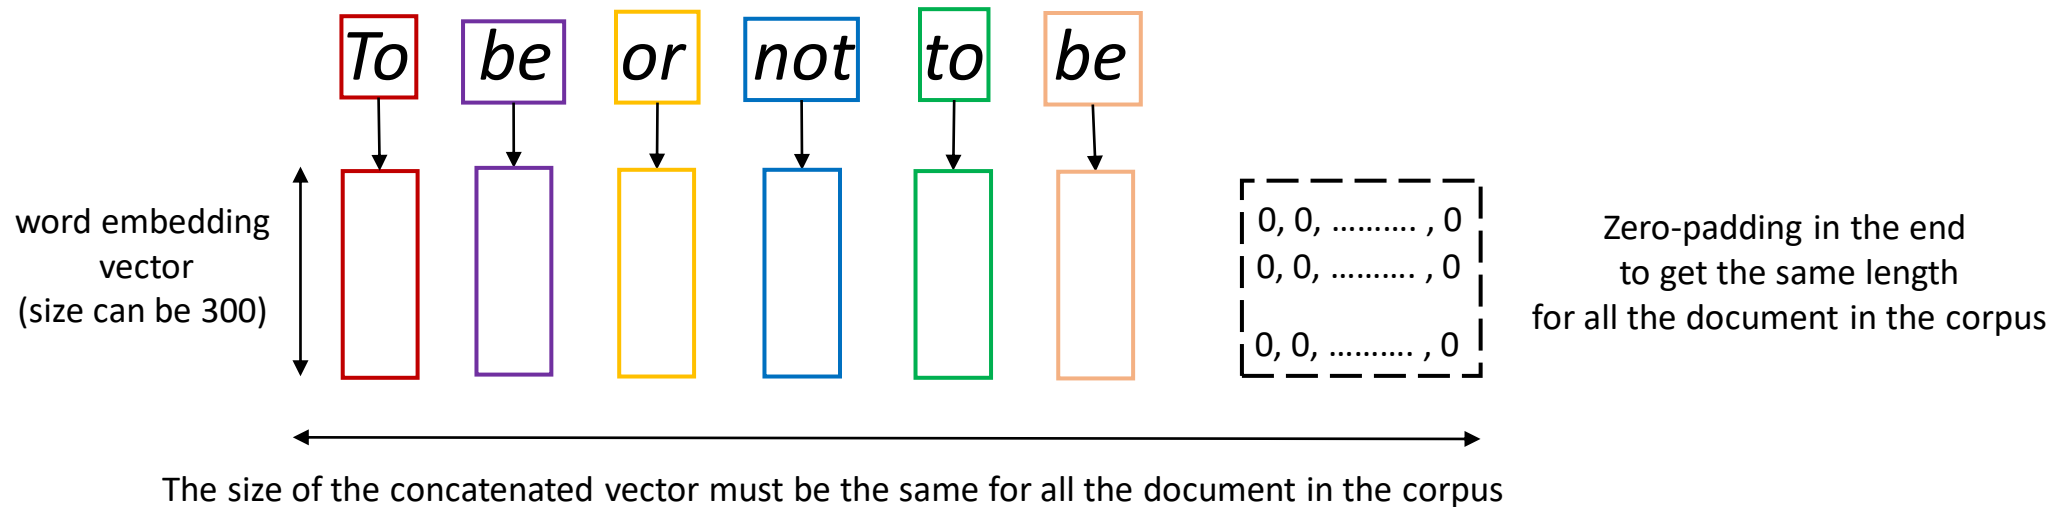 To be or not to be
word embedding
vector
(size can be 300)
0, 0, .......... , 0
0, 0, .......... , 0
0, 0, .......... , 0
Zero-padding in the end
to get the same length
for all the document in the corpus
The size of the concatenated vector must be the same for all the document in the corpus